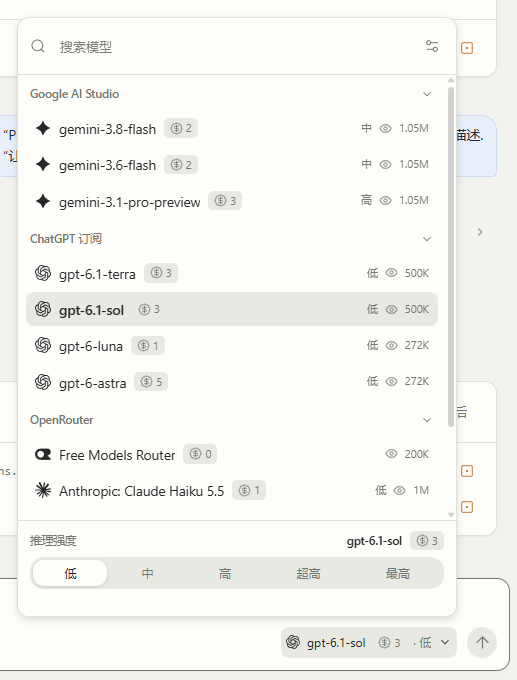 搜索模型
Google AI Studio
"P
描述.
"让
gemini-3.8-flash 2 中 1.05M
gemini-3.6-flash 2 中 1.05M
gemini-3.1-pro-preview 3 高 1.05M
ChatGPT 订阅
gpt-6.1-terra 3 低 500K
gpt-6.1-sol 3 低 500K
gpt-6-luna 1 低 272K
gpt-6-astra 5 低 272K
OpenRouter
后
Free Models Router 0 200K
ns.
Anthropic: Claude Haiku 5.5 1 低 1M
推理强度 gpt-6.1-sol 3
低 中 高 超高 最高
gpt-6.1-sol 3 · 低